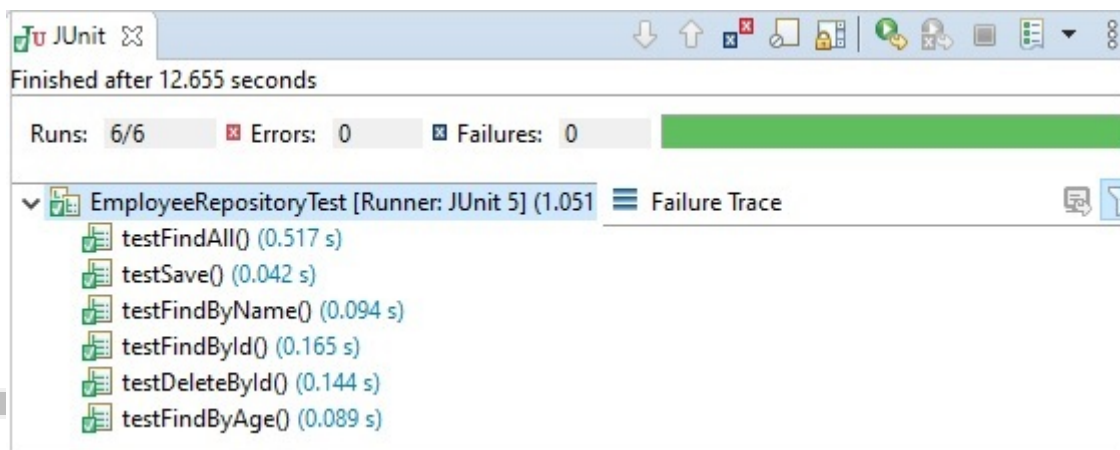 JU JUnit
Finished after 12.655 seconds
Runs: 6/6 Errors: 0 Failures: 0
EmployeeRepositoryTest [Runner: JUnit 5] (1.051
Failure Trace
testFindAll() (0.517 s)
testSave() (0.042 s)
testFindByName() (0.094 s)
testFindById() (0.165 s)
testDeleteById() (0.144 s)
testFindByAge() (0.089 s)